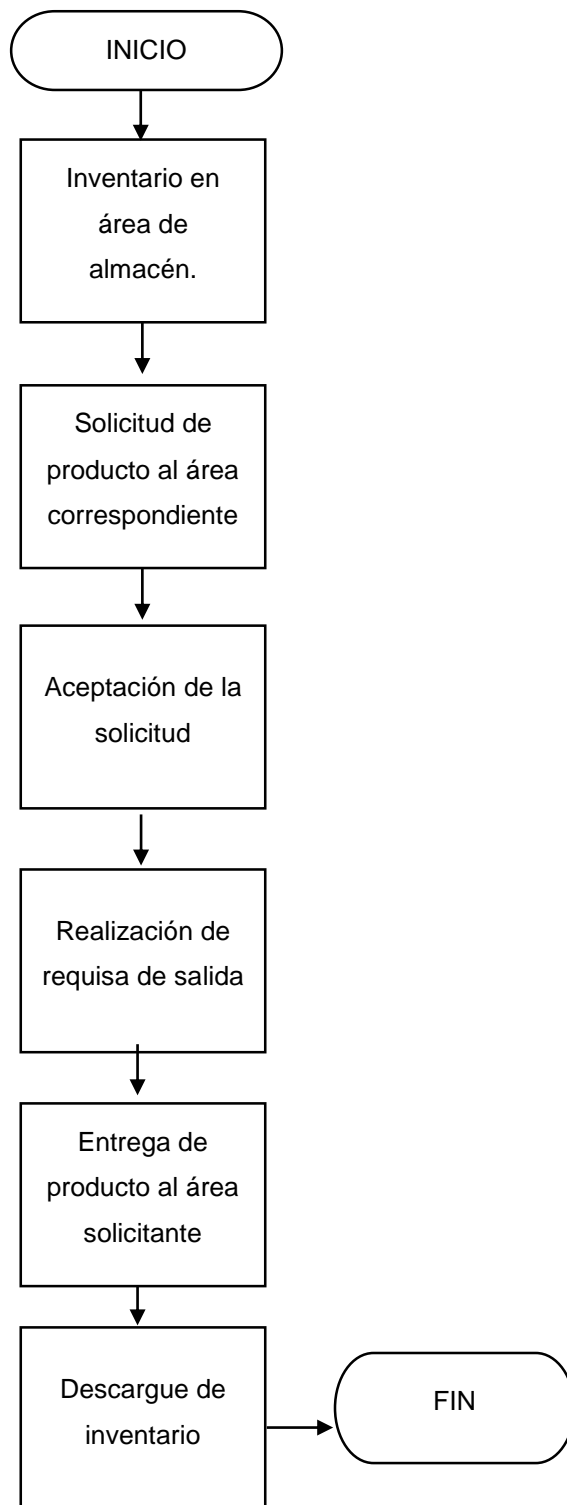 INICIO
Inventario en
área de
almacén.
Solicitud de
producto al área
correspondiente
Aceptación de la
solicitud
Realización de
requisa de salida
Entrega de
producto al área
solicitante
Descargue de
inventario
FIN